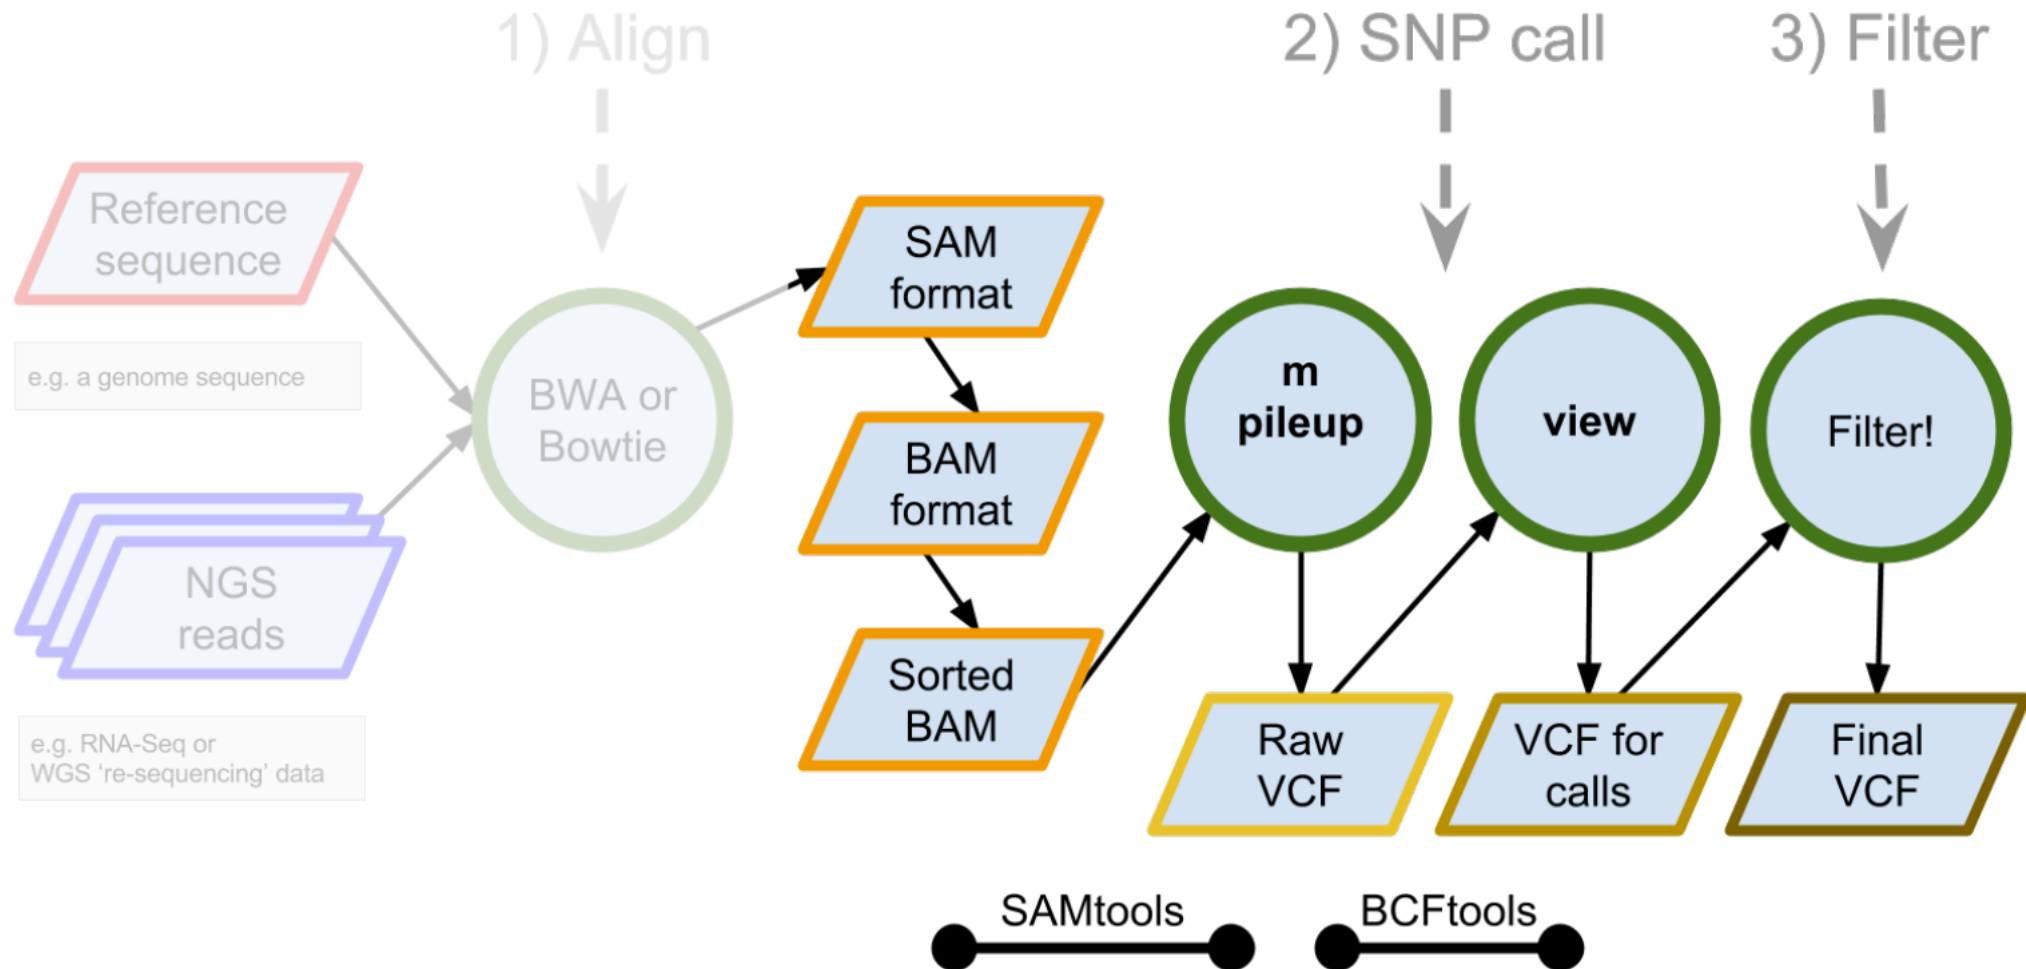 1) Align
2) SNP call
3) Filter
Reference
sequence
e.g. a genome sequence
NGS
reads
e.g. RNA-Seq or
WGS ‘re-sequencing’ data
BWA or
Bowtie
SAM
format
BAM
format
Sorted
BAM
m
pileup
view
Filter!
Raw
VCF
VCF for
calls
Final
VCF
SAMtools
BCFtools